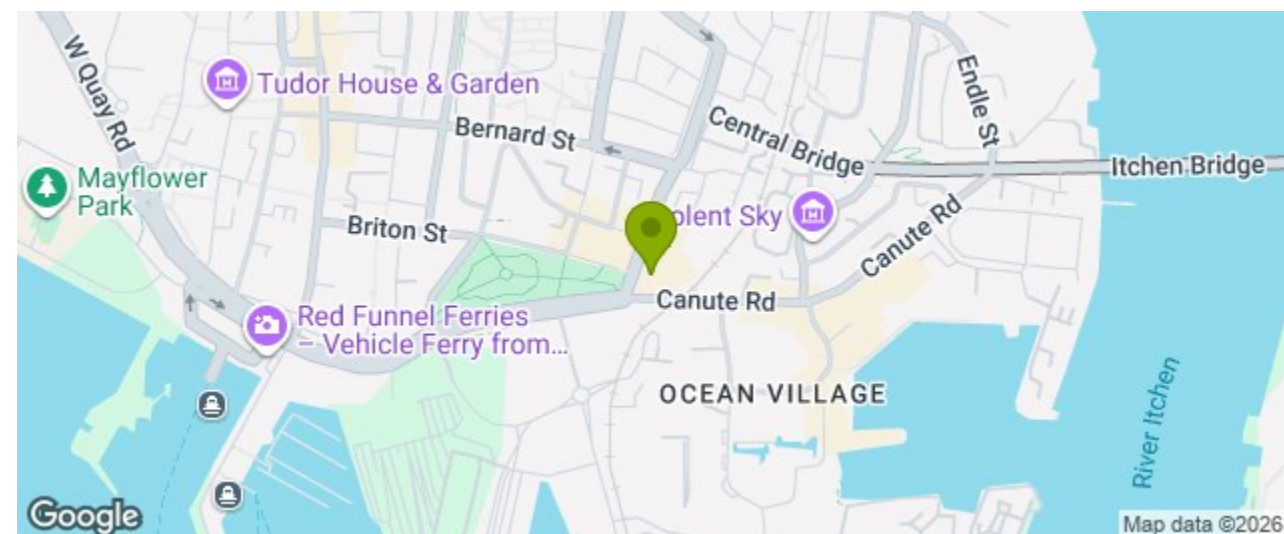 W Quay Rd
Tudor House & Garden
Bernard St
Central Bridge
Endle St
Itchen Bridge
Mayflower
Park
Briton St
olent Sky
Canute Rd
Canute Rd
Red Funnel Ferries
– Vehicle Ferry from...
OCEAN VILLAGE
River Itchen
Google
Map data ©2026